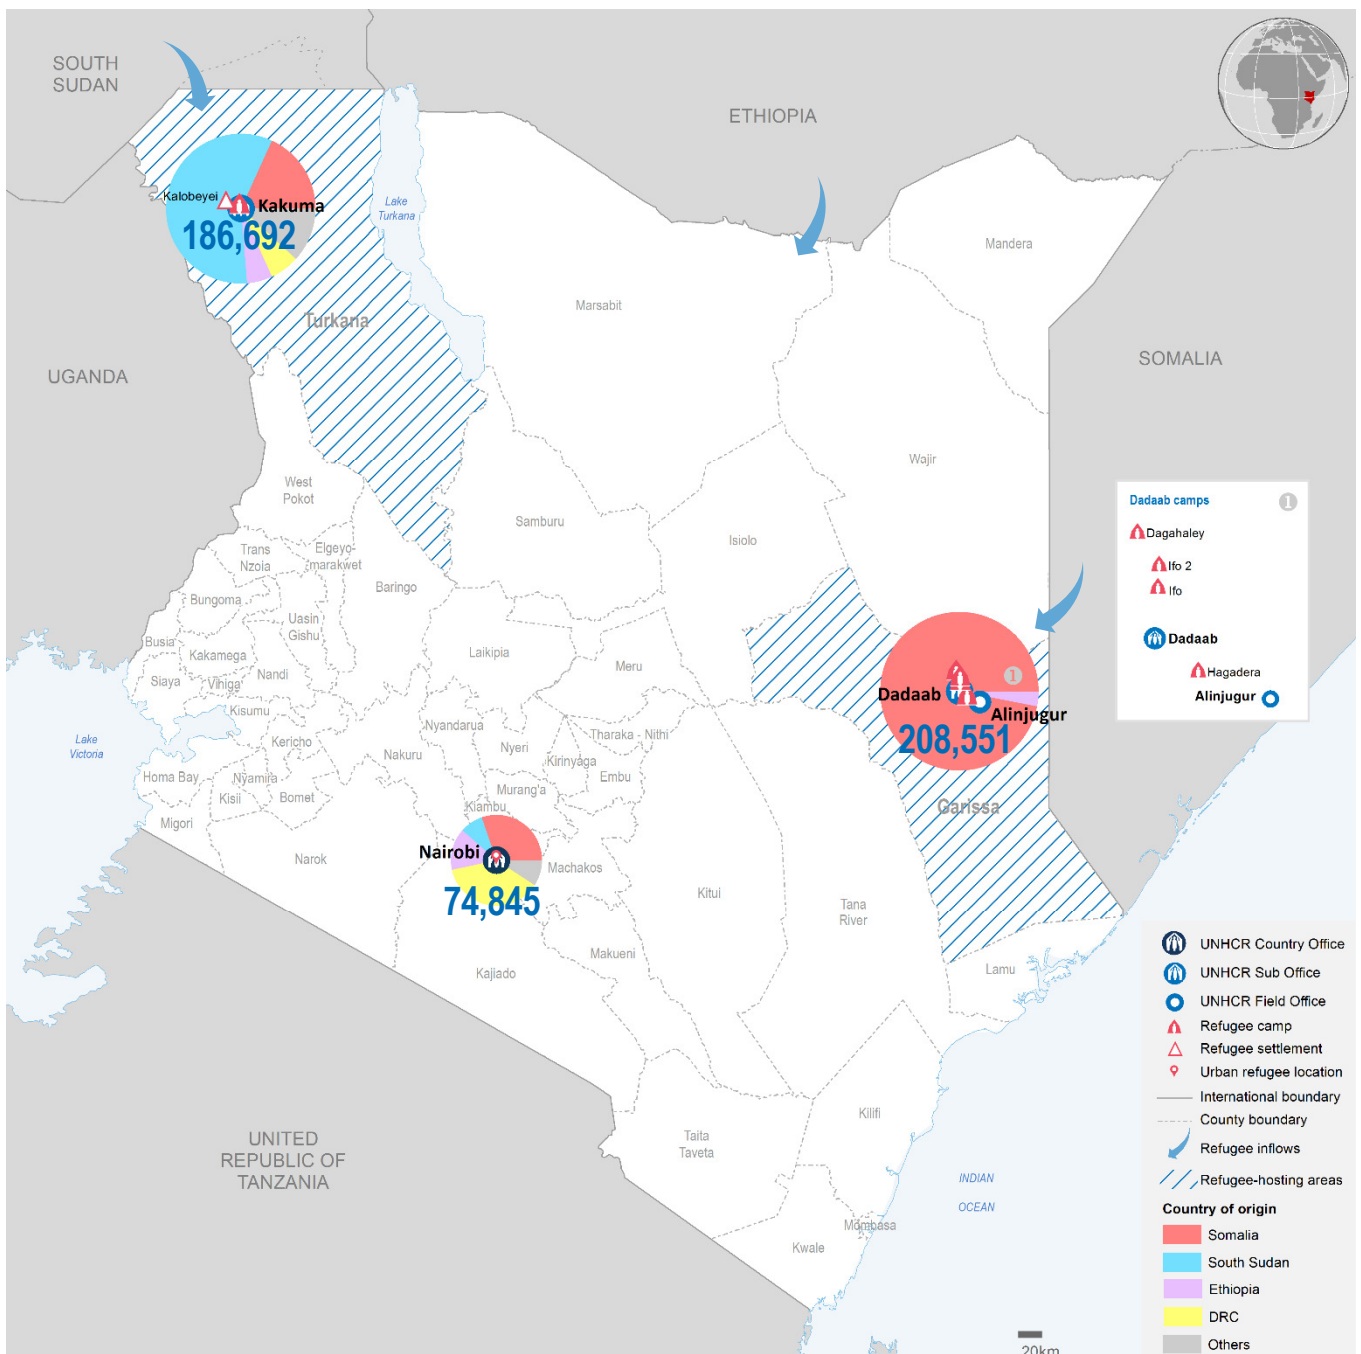 SOUTH
SUDAN
ETHIOPIA
Kalobeyei
Kakuma
186,692
Lake
Turkana
Mandera
Marsabit
Turkana
UGANDA
SOMALIA
Wajir
West
Pokot
Samburu
Isiolo
Trans
Nzoia
Elgeyo-
marakwet
Baringo
Bungoma
Uasin
Gishu
Busia
Kakamega
Laikipia
Meru
Siaya
Vihiga
Nandi
Kisumu
Lake
Victoria
Kericho
Nyandarua
Nakuru
Nyeri
Tharaka - Nithi
Kirinyaga
Embu
Homa Bay
Nyamira
Kisii
Bomet
Murang'a
Kiambu
Migori
Narok
Nairobi
74,845
Machakos
Kitui
Tana
River
Makueni
Kajiado
1
Dadaab
Alinjugur
208,551
Garissa
Lamu
Kilifi
Taita
Taveta
Mombasa
Kwale
UNITED
REPUBLIC OF
TANZANIA
INDIAN
OCEAN
Dadaab camps
1
Dagahaley
Ifo 2
Ifo
Dadaab
Hagadera
Alinjugur
UNHCR Country Office
UNHCR Sub Office
UNHCR Field Office
Refugee camp
Refugee settlement
Urban refugee location
International boundary
County boundary
Refugee inflows
Refugee-hosting areas
Country of origin
Somalia
South Sudan
Ethiopia
DRC
Others
20km